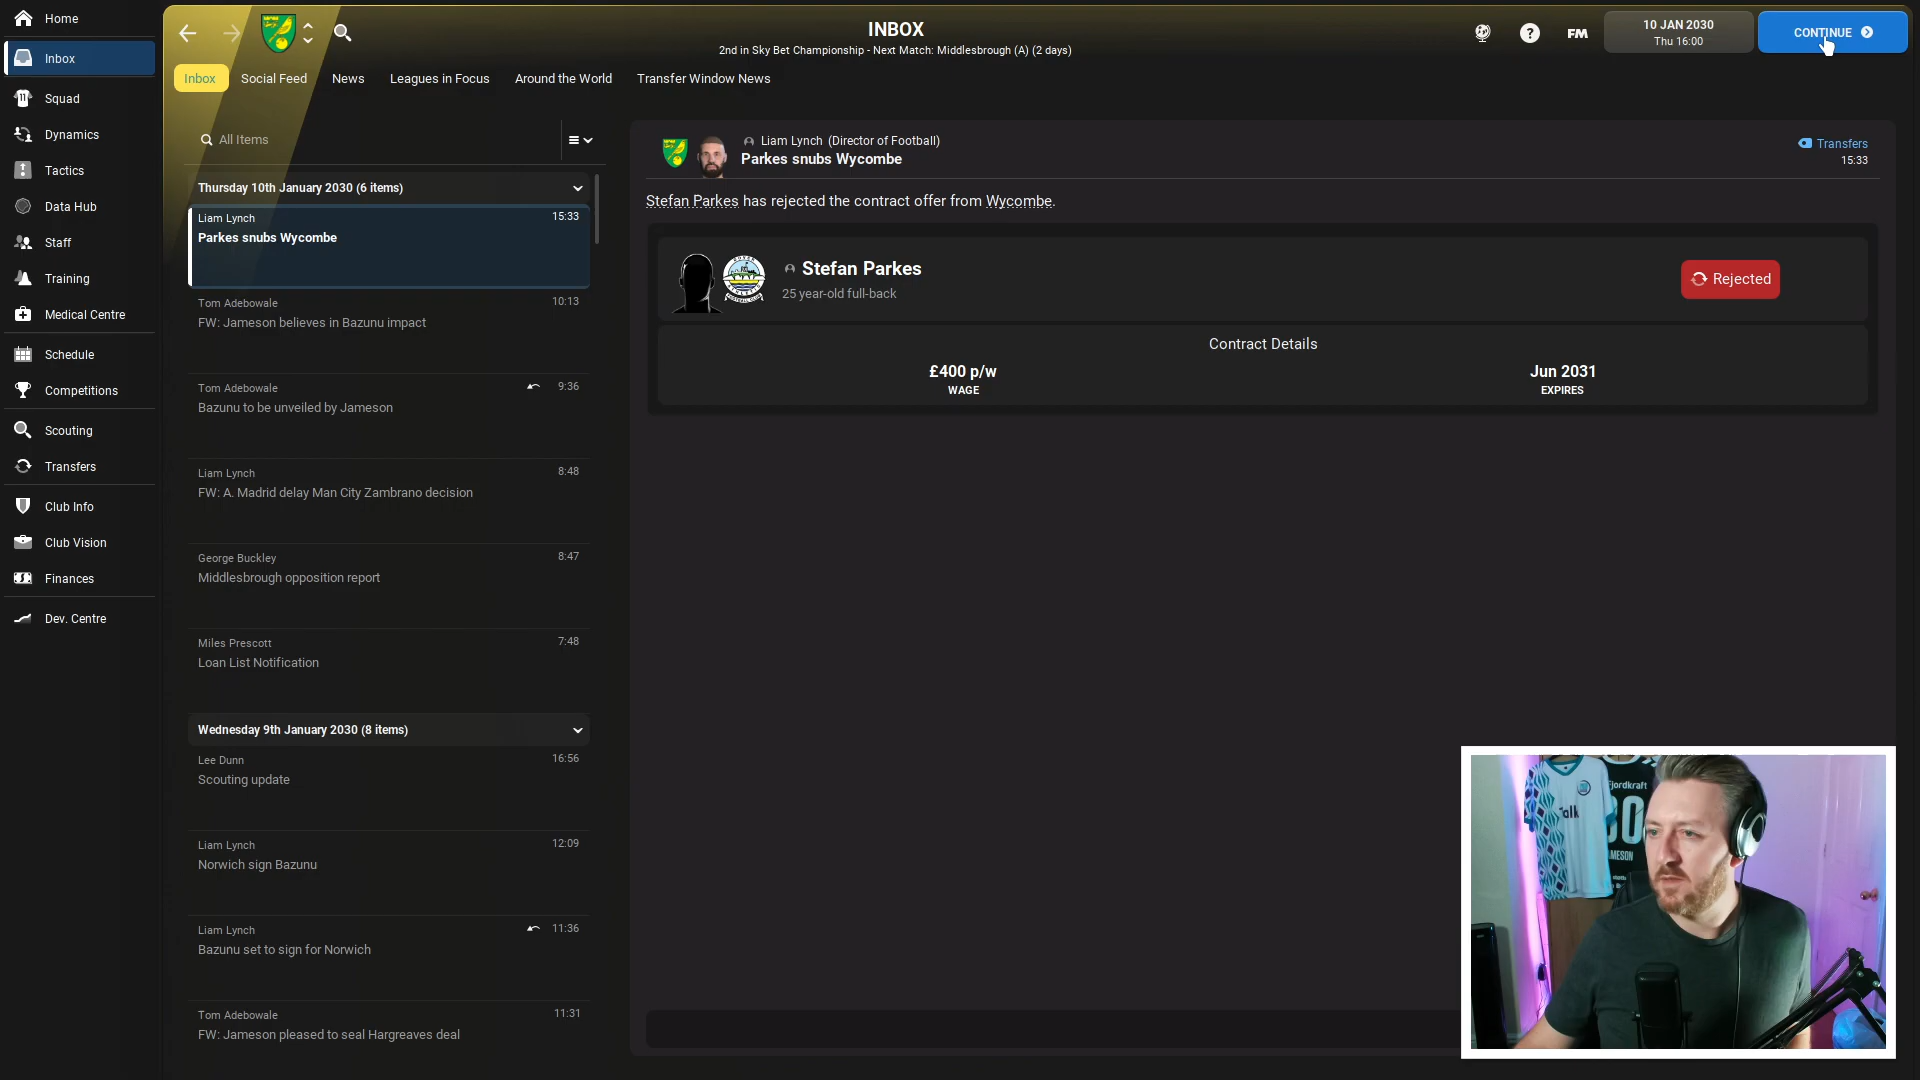 Home
Inbox
Squad
Dynamics
Tactics
Data Hub
Staff
Training
Medical Centre
Schedule
Competitions
Scouting
Transfers
Club Info
Club Vision
Finances
Dev. Centre
INBOX
2nd in Sky Bet Championship - Next Match: Middlesbrough (A) (2 days)
FM
10 JAN 2030
Thu 16:00
CONTINUE
Inbox
Social Feed
News
Leagues in Focus
Around the World
Transfer Window News
All Items
Thursday 10th January 2030 (6 items)
Liam Lynch 15:33
Parkes snubs Wycombe
Tom Adebowale 10:13
FW: Jameson believes in Bazunu impact
Tom Adebowale 9:36
Bazunu to be unveiled by Jameson
Liam Lynch 8:48
FW: A. Madrid delay Man City Zambrano decision
George Buckley 8:47
Middlesbrough opposition report
Miles Prescott 7:48
Loan List Notification
Wednesday 9th January 2030 (8 items)
Lee Dunn 16:56
Scouting update
Liam Lynch 12:09
Norwich sign Bazunu
Liam Lynch 11:36
Bazunu set to sign for Norwich
Tom Adebowale 11:31
FW: Jameson pleased to seal Hargreaves deal
Liam Lynch (Director of Football)
Parkes snubs Wycombe
Transfers
15:33
Stefan Parkes has rejected the contract offer from Wycombe.
Stefan Parkes
25 year-old full-back
Rejected
Contract Details
£400 p/w
WAGE
Jun 2031
EXPIRES
Talk
Fjordkraft
JAMESON